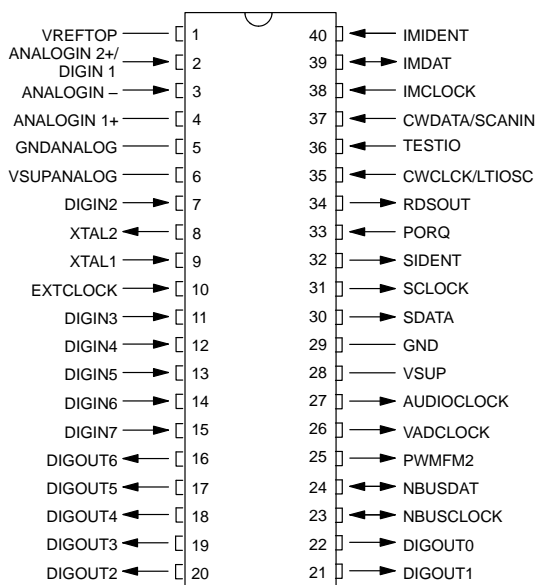 VREFTOP 1 40 IMIDENT
ANALOGIN 2+/
DIGIN 1 2 39 IMDAT
ANALOGIN – 3 38 IMCLOCK
ANALOGIN 1+ 4 37 CWDATA/SCANIN
GNDANALOG 5 36 TESTIO
VSUPANALOG 6 35 CWCLCK/LTIOSC
DIGIN2 7 34 RDSOUT
XTAL2 8 33 PORQ
XTAL1 9 32 SIDENT
EXTCLOCK 10 31 SCLOCK
DIGIN3 11 30 SDATA
DIGIN4 12 29 GND
DIGIN5 13 28 VSUP
DIGIN6 14 27 AUDIOCLOCK
DIGIN7 15 26 VADCLOCK
DIGOUT6 16 25 PWMFM2
DIGOUT5 17 24 NBUSDAT
DIGOUT4 18 23 NBUSCLOCK
DIGOUT3 19 22 DIGOUT0
DIGOUT2 20 21 DIGOUT1